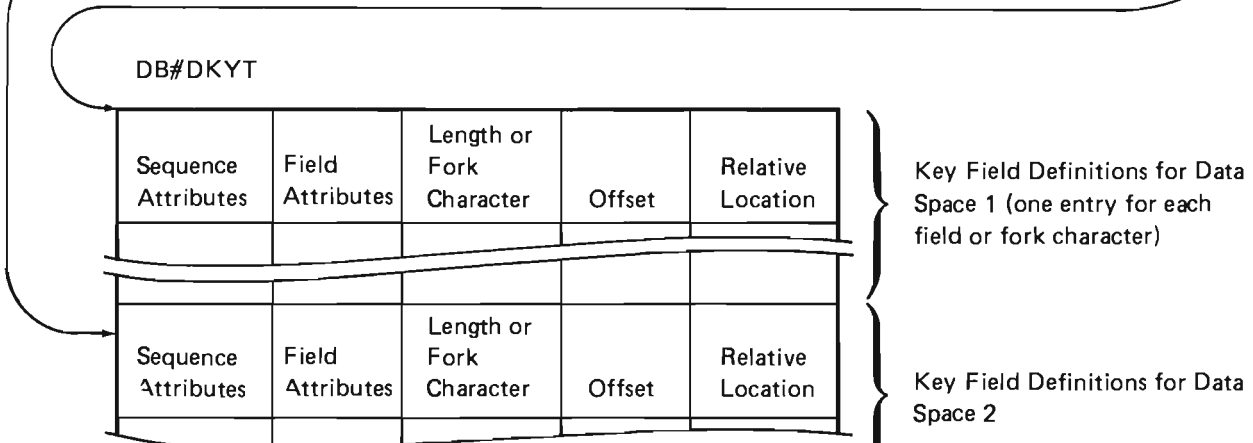 DB#DKYT
Sequence Attributes
Field Attributes
Length or Fork Character
Offset
Relative Location
Key Field Definitions for Data
Space 1 (one entry for each
field or fork character)
Sequence Attributes
Field Attributes
Length or Fork Character
Offset
Relative Location
Key Field Definitions for Data
Space 2